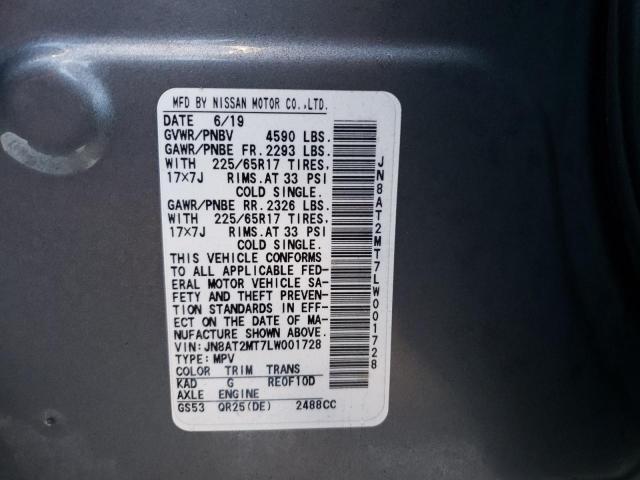 MFD BY NISSAN MOTOR CO.,LTD.
DATE 6/19
GVWR/PNBV 4590 LBS.
GAWR/PNBE FR. 2293 LBS.
WITH 225/65R17 TIRES,
17×7J RIMS.AT 33 PSI
COLD SINGLE.
GAWR/PNBE RR. 2326 LBS.
WITH 225/65R17 TIRES,
17×7J RIMS.AT 33 PSI
COLD SINGLE.
THIS VEHICLE CONFORMS
TO ALL APPLICABLE FED-
ERAL MOTOR VEHICLE SA-
FETY AND THEFT PREVEN-
TION STANDARDS IN EFF-
ECT ON THE DATE OF MA-
NUFACTURE SHOWN ABOVE.
VIN: JN8AT2MT7LW001728
TYPE: MPV
COLOR TRIM TRANS
KAD G RE0F10D
AXLE ENGINE
GS53 QR25(DE) 2488CC
JN8AT2MT7LW001728